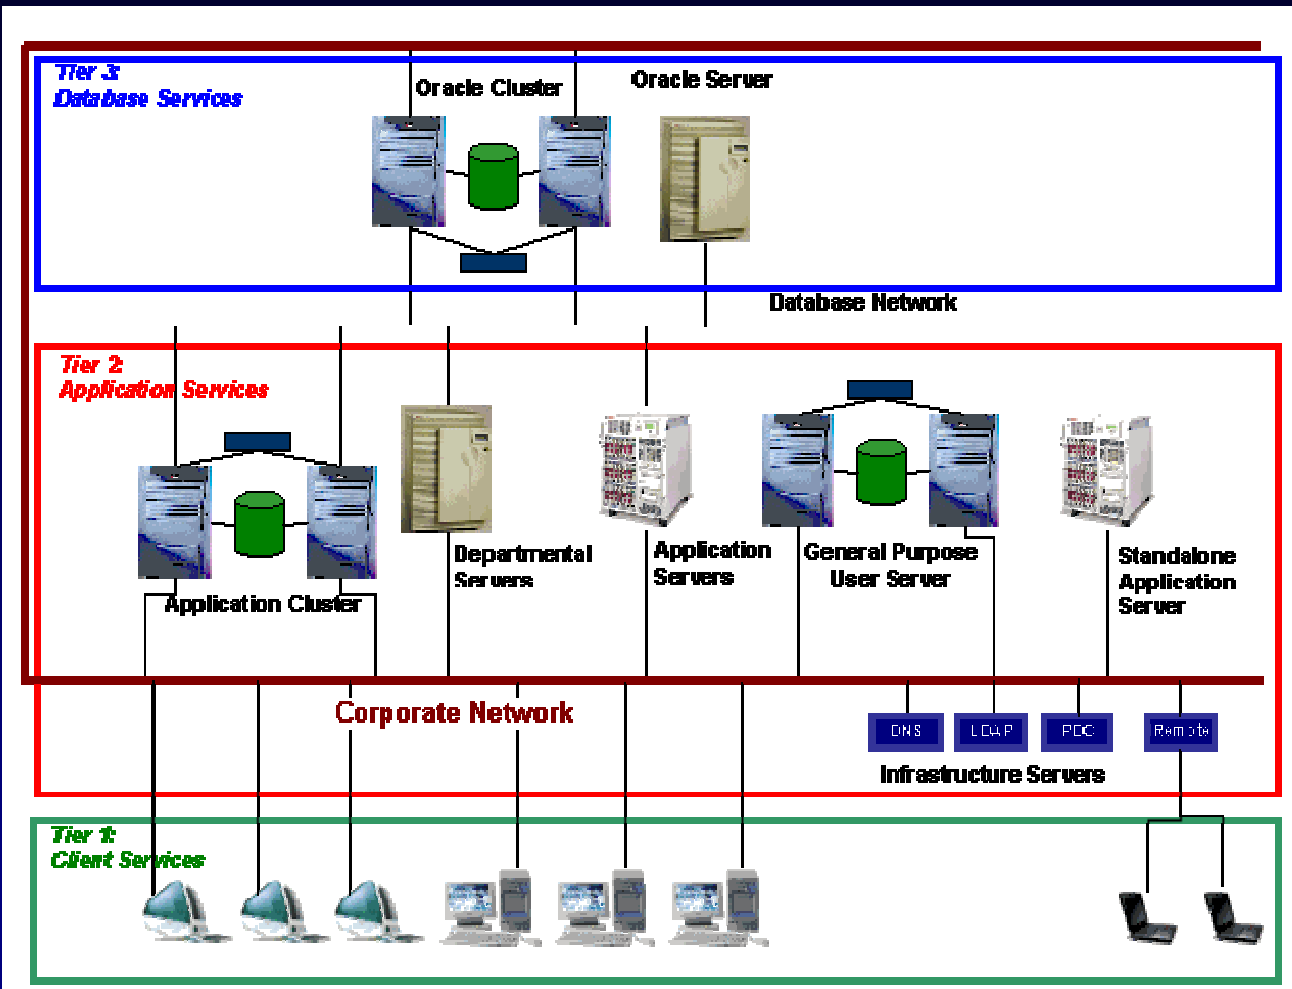 Tier 3:
Database Services
Oracle Cluster
Oracle Server
Database Network
Tier 2:
Application Services
Departmental
Servers
Application
Servers
General Purpose
User Server
Standalone
Application
Server
Application Cluster
Corporate Network
DNS
LDAP
PDC
Remote
Infrastructure Servers
Tier 1:
Client Services